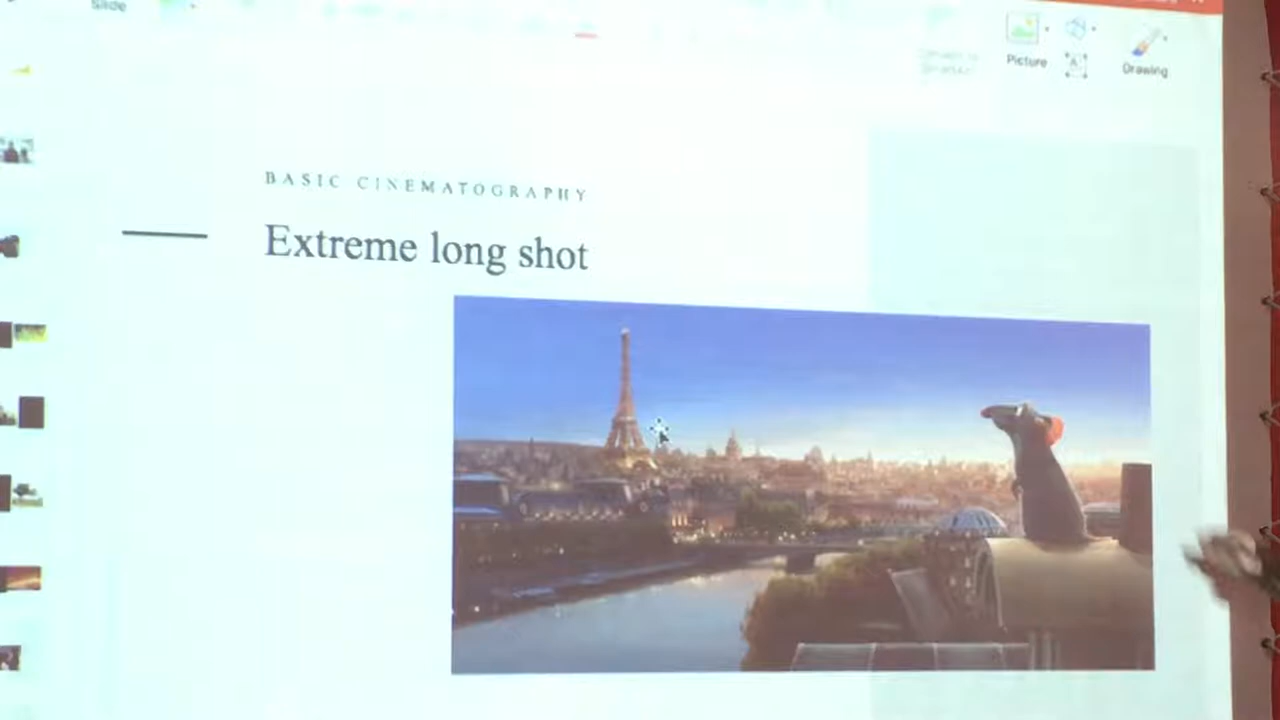 Slide
Picture
Drawing
BASIC CINEMATOGRAPHY
Extreme long shot